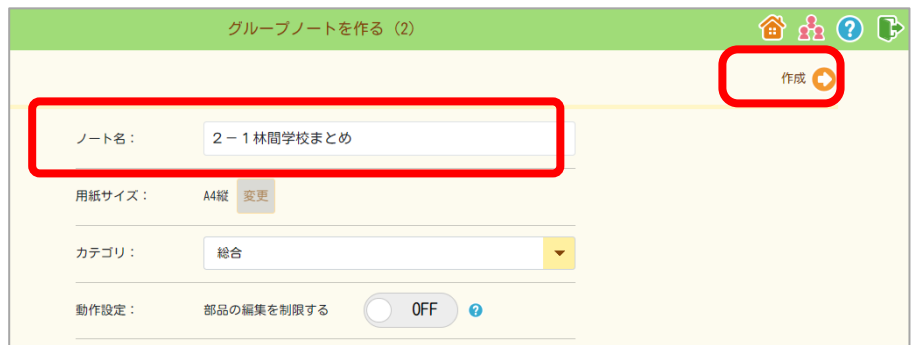 グループノートを作る（2）
?
作成
ノート名： ２－１林間学校まとめ
用紙サイズ： A4縦 変更
カテゴリ： 総合
動作設定： 部品の編集を制限する OFF ?